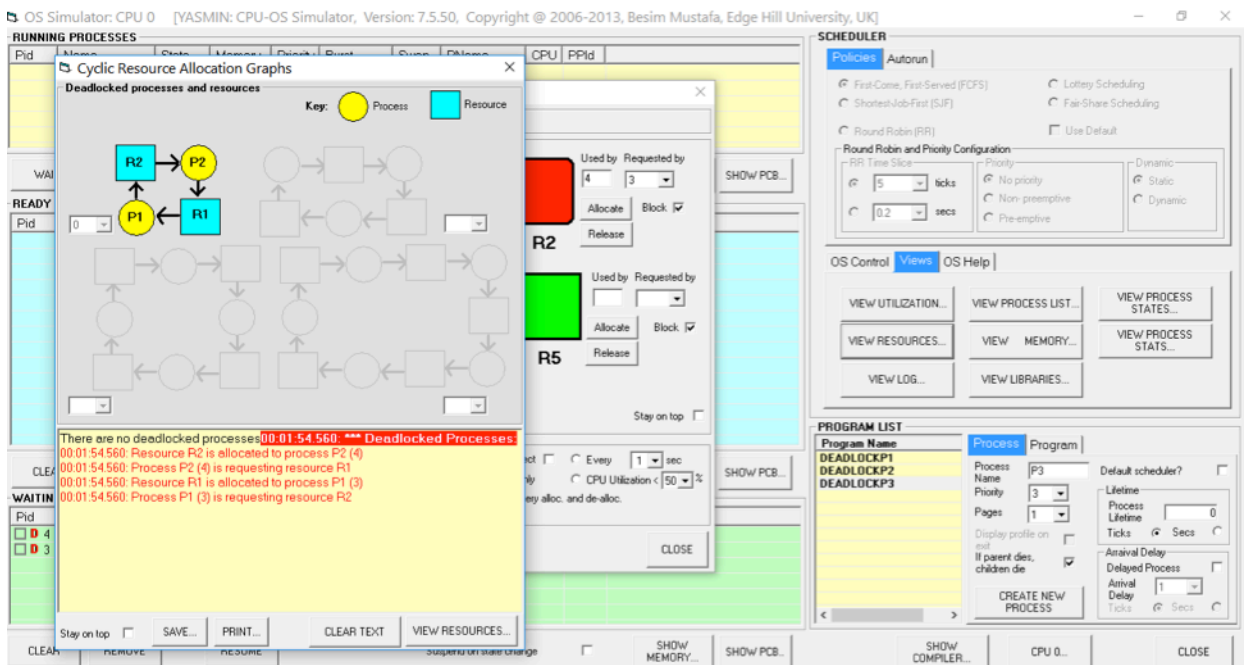 OS Simulator: CPU 0 [YASMIN: CPU-OS Simulator, Version: 7.5.50, Copyright @ 2006-2013, Besim Mustafa, Edge Hill University, UK]
RUNNING PROCESSES
Pid CPU PPId
Cyclic Resource Allocation Graphs
Deadlocked processes and resources
Key: Process Resource
R2 P2
P1 R1
0
There are no deadlocked processes00:01:54.560: *** Deadlocked Processes:
00:01:54.560: Resource R2 is allocated to process P2 (4)
00:01:54.560: Process P2 (4) is requesting resource R1
00:01:54.560: Resource R1 is allocated to process P1 (3)
00:01:54.560: Process P1 (3) is requesting resource R2
Stay on top SAVE... PRINT... CLEAR TEXT VIEW RESOURCES...
Used by Requested by
4 3
Allocate Block
Release
R2
Used by Requested by
Allocate Block
Release
R5
Stay on top
Every 1 sec
CPU Utilization < 50 %
ery alloc. and de-alloc.
CLOSE
WAI
SHOW PCB...
READY
Pid
CLEA
SHOW PCB...
WAITIN
Pid
D 4
D 3
CLEAR REMOVE RESUME Suspend on state change SHOW MEMORY... SHOW PCB...
SCHEDULER
Policies Autorun
First-Come, First-Served (FCFS) Lottery Scheduling
Shortest-Job-First (SJF) Fair-Share Scheduling
Round Robin (RR) Use Default
Round Robin and Priority Configuration
RR Time Slice Priority Dynamic
5 ticks No priority Static
Non- preemptive Dynamic
0.2 secs Pre-emptive
OS Control Views OS Help
VIEW UTILIZATION... VIEW PROCESS LIST... VIEW PROCESS STATES...
VIEW RESOURCES... VIEW MEMORY... VIEW PROCESS STATS...
VIEW LOG... VIEW LIBRARIES...
PROGRAM LIST
Program Name
DEADLOCKP1
DEADLOCKP2
DEADLOCKP3
Process Program
Process Name P3 Default scheduler?
Priority 3
Pages 1
Display profile on exit
If parent dies, children die
CREATE NEW PROCESS
Lifetime
Process Lifetime 0
Ticks Secs
Arraival Delay
Delayed Process
Arrival Delay 1
Ticks Secs
SHOW COMPILER... CPU 0... CLOSE